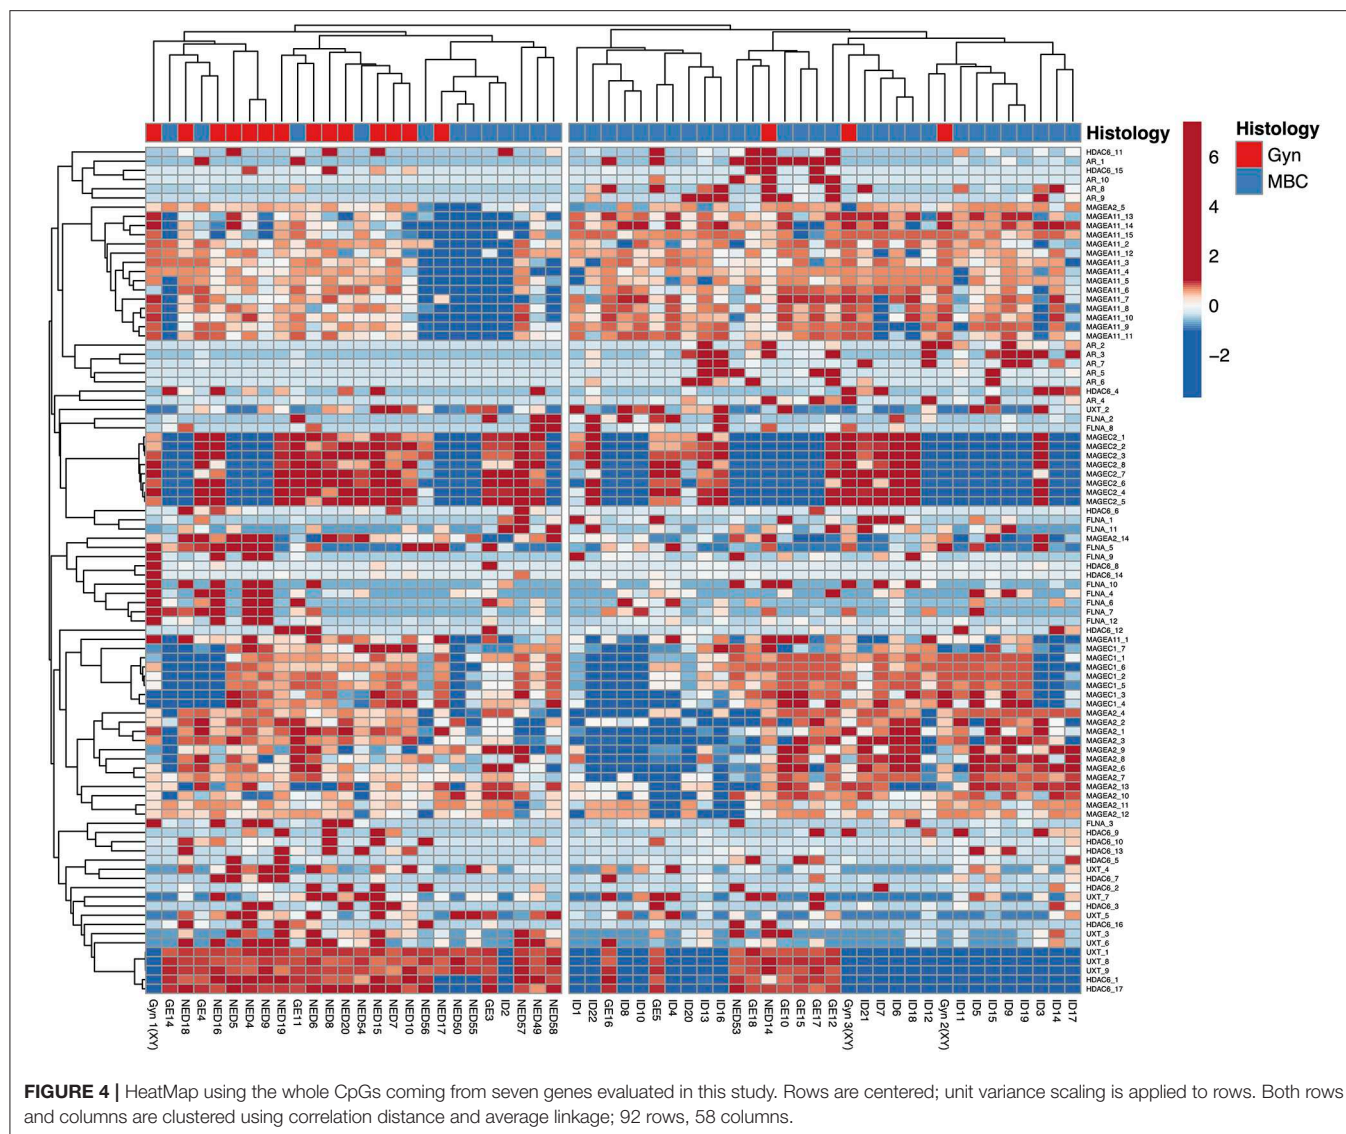 Histology
Histology
Gyn
MBC
6
4
2
0
−2
HDAC6_11
AR_1
HDAC6_15
AR_10
AR_8
AR_9
MAGEA2_5
MAGEA11_13
MAGEA11_14
MAGEA11_15
MAGEA11_2
MAGEA11_12
MAGEA11_3
MAGEA11_4
MAGEA11_5
MAGEA11_6
MAGEA11_7
MAGEA11_8
MAGEA11_10
MAGEA11_9
MAGEA11_11
AR_2
AR_3
AR_7
AR_5
AR_6
HDAC6_4
AR_4
UXT_2
FLNA_2
FLNA_8
MAGEC2_1
MAGEC2_2
MAGEC2_3
MAGEC2_8
MAGEC2_7
MAGEC2_6
MAGEC2_4
MAGEC2_5
HDAC6_6
FLNA_1
FLNA_11
MAGEA2_14
FLNA_5
FLNA_9
HDAC6_8
HDAC6_14
FLNA_10
FLNA_4
FLNA_6
FLNA_7
FLNA_12
HDAC6_12
MAGEA11_1
MAGEC1_7
MAGEC1_1
MAGEC1_6
MAGEC1_2
MAGEC1_5
MAGEC1_3
MAGEC1_4
MAGEA2_4
MAGEA2_2
MAGEA2_1
MAGEA2_3
MAGEA2_9
MAGEA2_8
MAGEA2_6
MAGEA2_7
MAGEA2_13
MAGEA2_10
MAGEA2_11
MAGEA2_12
FLNA_3
HDAC6_9
HDAC6_10
HDAC6_13
HDAC6_5
UXT_4
HDAC6_7
HDAC6_2
UXT_7
HDAC6_3
UXT_5
HDAC6_16
UXT_3
UXT_6
UXT_1
UXT_8
UXT_9
HDAC6_1
HDAC6_17
Gyn 1(XY)
GE14
NED18
GE4
NED16
NED5
NED4
NED9
NED19
GE11
NED6
NED8
NED20
NED54
NED15
NED7
NED10
NED56
NED17
NED50
NED55
GE3
ID2
NED57
NED49
NED58
ID1
ID22
GE16
ID8
ID10
GE5
ID4
ID20
ID13
ID16
NED53
GE18
NED14
GE10
GE15
GE17
GE12
Gyn 3(XY)
ID21
ID7
ID6
ID18
ID12
Gyn 2(XY)
ID11
ID5
ID15
ID9
ID19
ID3
ID14
ID17
FIGURE 4 | HeatMap using the whole CpGs coming from seven genes evaluated in this study. Rows are centered; unit variance scaling is applied to rows. Both rows
and columns are clustered using correlation distance and average linkage; 92 rows, 58 columns.